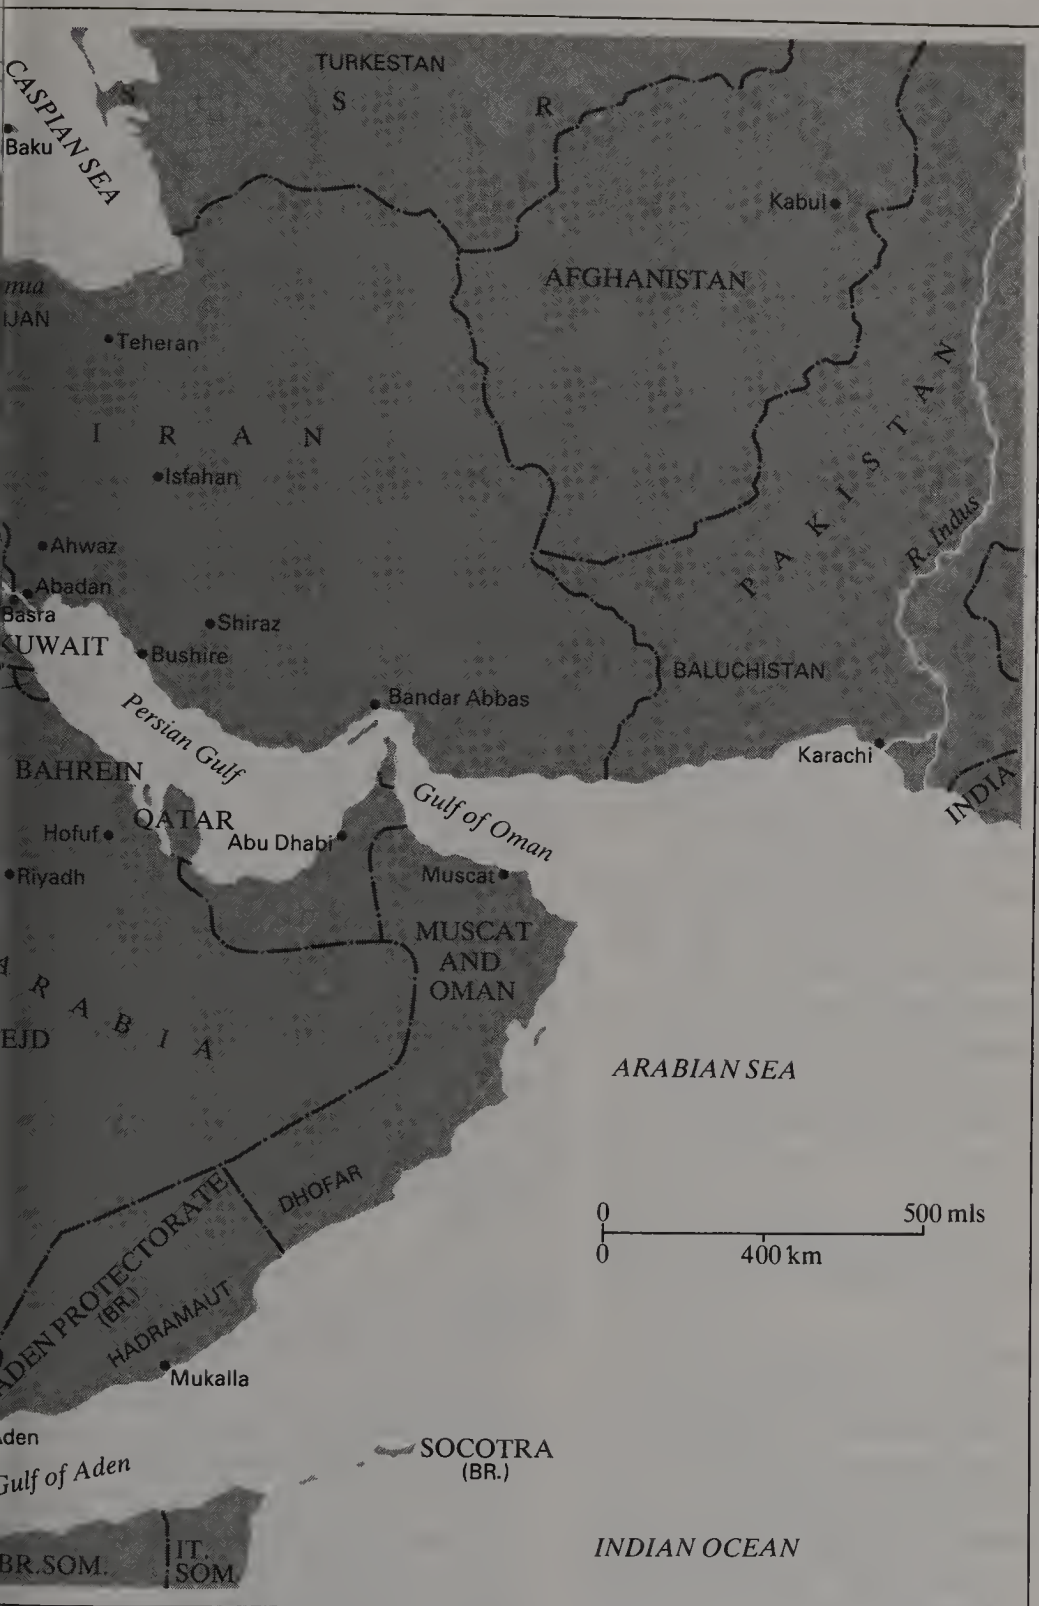 TURKESTAN
S S R
CASPIAN SEA
Baku
Kabul
AFGHANISTAN
mua
IJAN
Teheran
IRAN
Isfahan
PAKISTAN
R. Indus
Ahwaz
Abadan
Basra
Shiraz
KUWAIT
Bushire
BALUCHISTAN
Bandar Abbas
Persian Gulf
Karachi
BAHREIN
INDIA
Gulf of Oman
QATAR
Hofuf
Abu Dhabi
Riyadh
Muscat
MUSCAT
AND
OMAN
ARABIA
EJD
ARABIAN SEA
DHOFAR
0 500 mls
0 400 km
ADEN PROTECTORATE
(BR.)
HADRAMAUT
Mukalla
den
Gulf of Aden
SOCOTRA
(BR.)
BR.SOM.
IT.
SOM.
INDIAN OCEAN